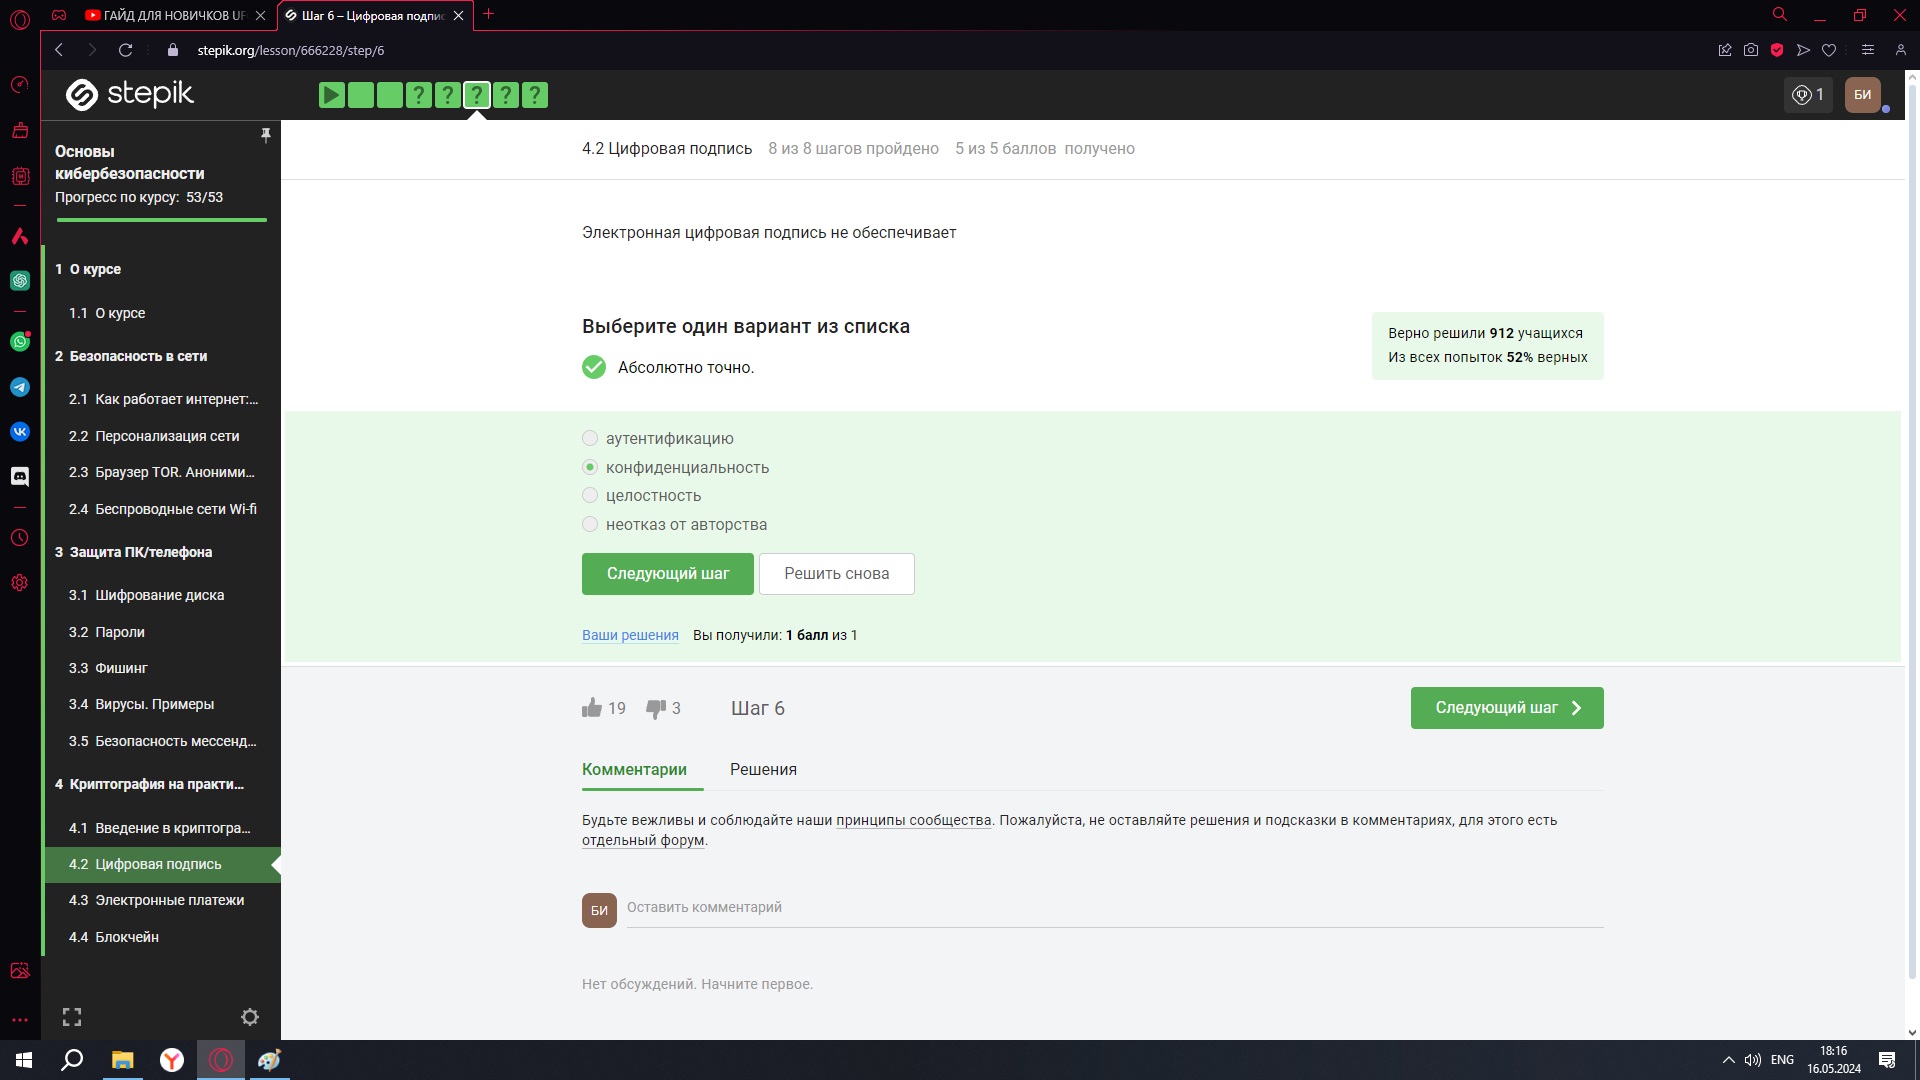 ГАЙД ДЛЯ НОВИЧКОВ UF
Шаг 6 – Цифровая подпис
stepik.org/lesson/666228/step/6
stepik
? ? ? ? ?
1
БИ
Основы
кибербезопасности
Прогресс по курсу: 53/53
1 О курсе
1.1 О курсе
2 Безопасность в сети
2.1 Как работает интернет:...
2.2 Персонализация сети
2.3 Браузер TOR. Аноними...
2.4 Беспроводные сети Wi-fi
3 Защита ПК/телефона
3.1 Шифрование диска
3.2 Пароли
3.3 Фишинг
3.4 Вирусы. Примеры
3.5 Безопасность мессенд...
4 Криптография на практи...
4.1 Введение в криптогра...
4.2 Цифровая подпись
4.3 Электронные платежи
4.4 Блокчейн
4.2 Цифровая подпись 8 из 8 шагов пройдено 5 из 5 баллов получено
Электронная цифровая подпись не обеспечивает
Выберите один вариант из списка
Абсолютно точно.
Верно решили 912 учащихся
Из всех попыток 52% верных
аутентификацию
конфиденциальность
целостность
неотказ от авторства
Следующий шаг
Решить снова
Ваши решения Вы получили: 1 балл из 1
19 3 Шаг 6
Следующий шаг
Комментарии Решения
Будьте вежливы и соблюдайте наши принципы сообщества. Пожалуйста, не оставляйте решения и подсказки в комментариях, для этого есть
отдельный форум.
БИ
Оставить комментарий
Нет обсуждений. Начните первое.
ENG
18:16
16.05.2024